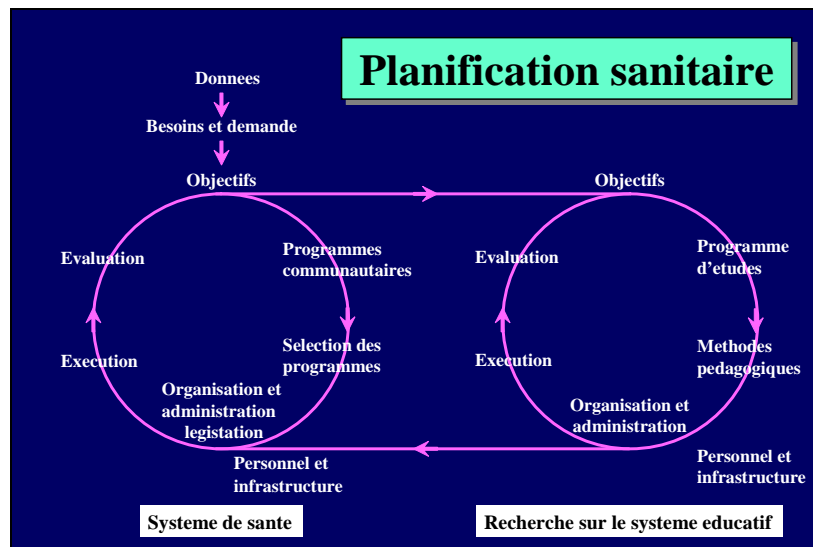 Planification sanitaire
Donnees
Besoins et demande
Objectifs
Programmes
communautaires
Selection des
programmes
Organisation et
administration
legistation
Personnel et
infrastructure
Execution
Evaluation
Systeme de sante
Objectifs
Programme
d'etudes
Methodes
pedagogiques
Organisation et
administration
Personnel et
infrastructure
Execution
Evaluation
Recherche sur le systeme educatif